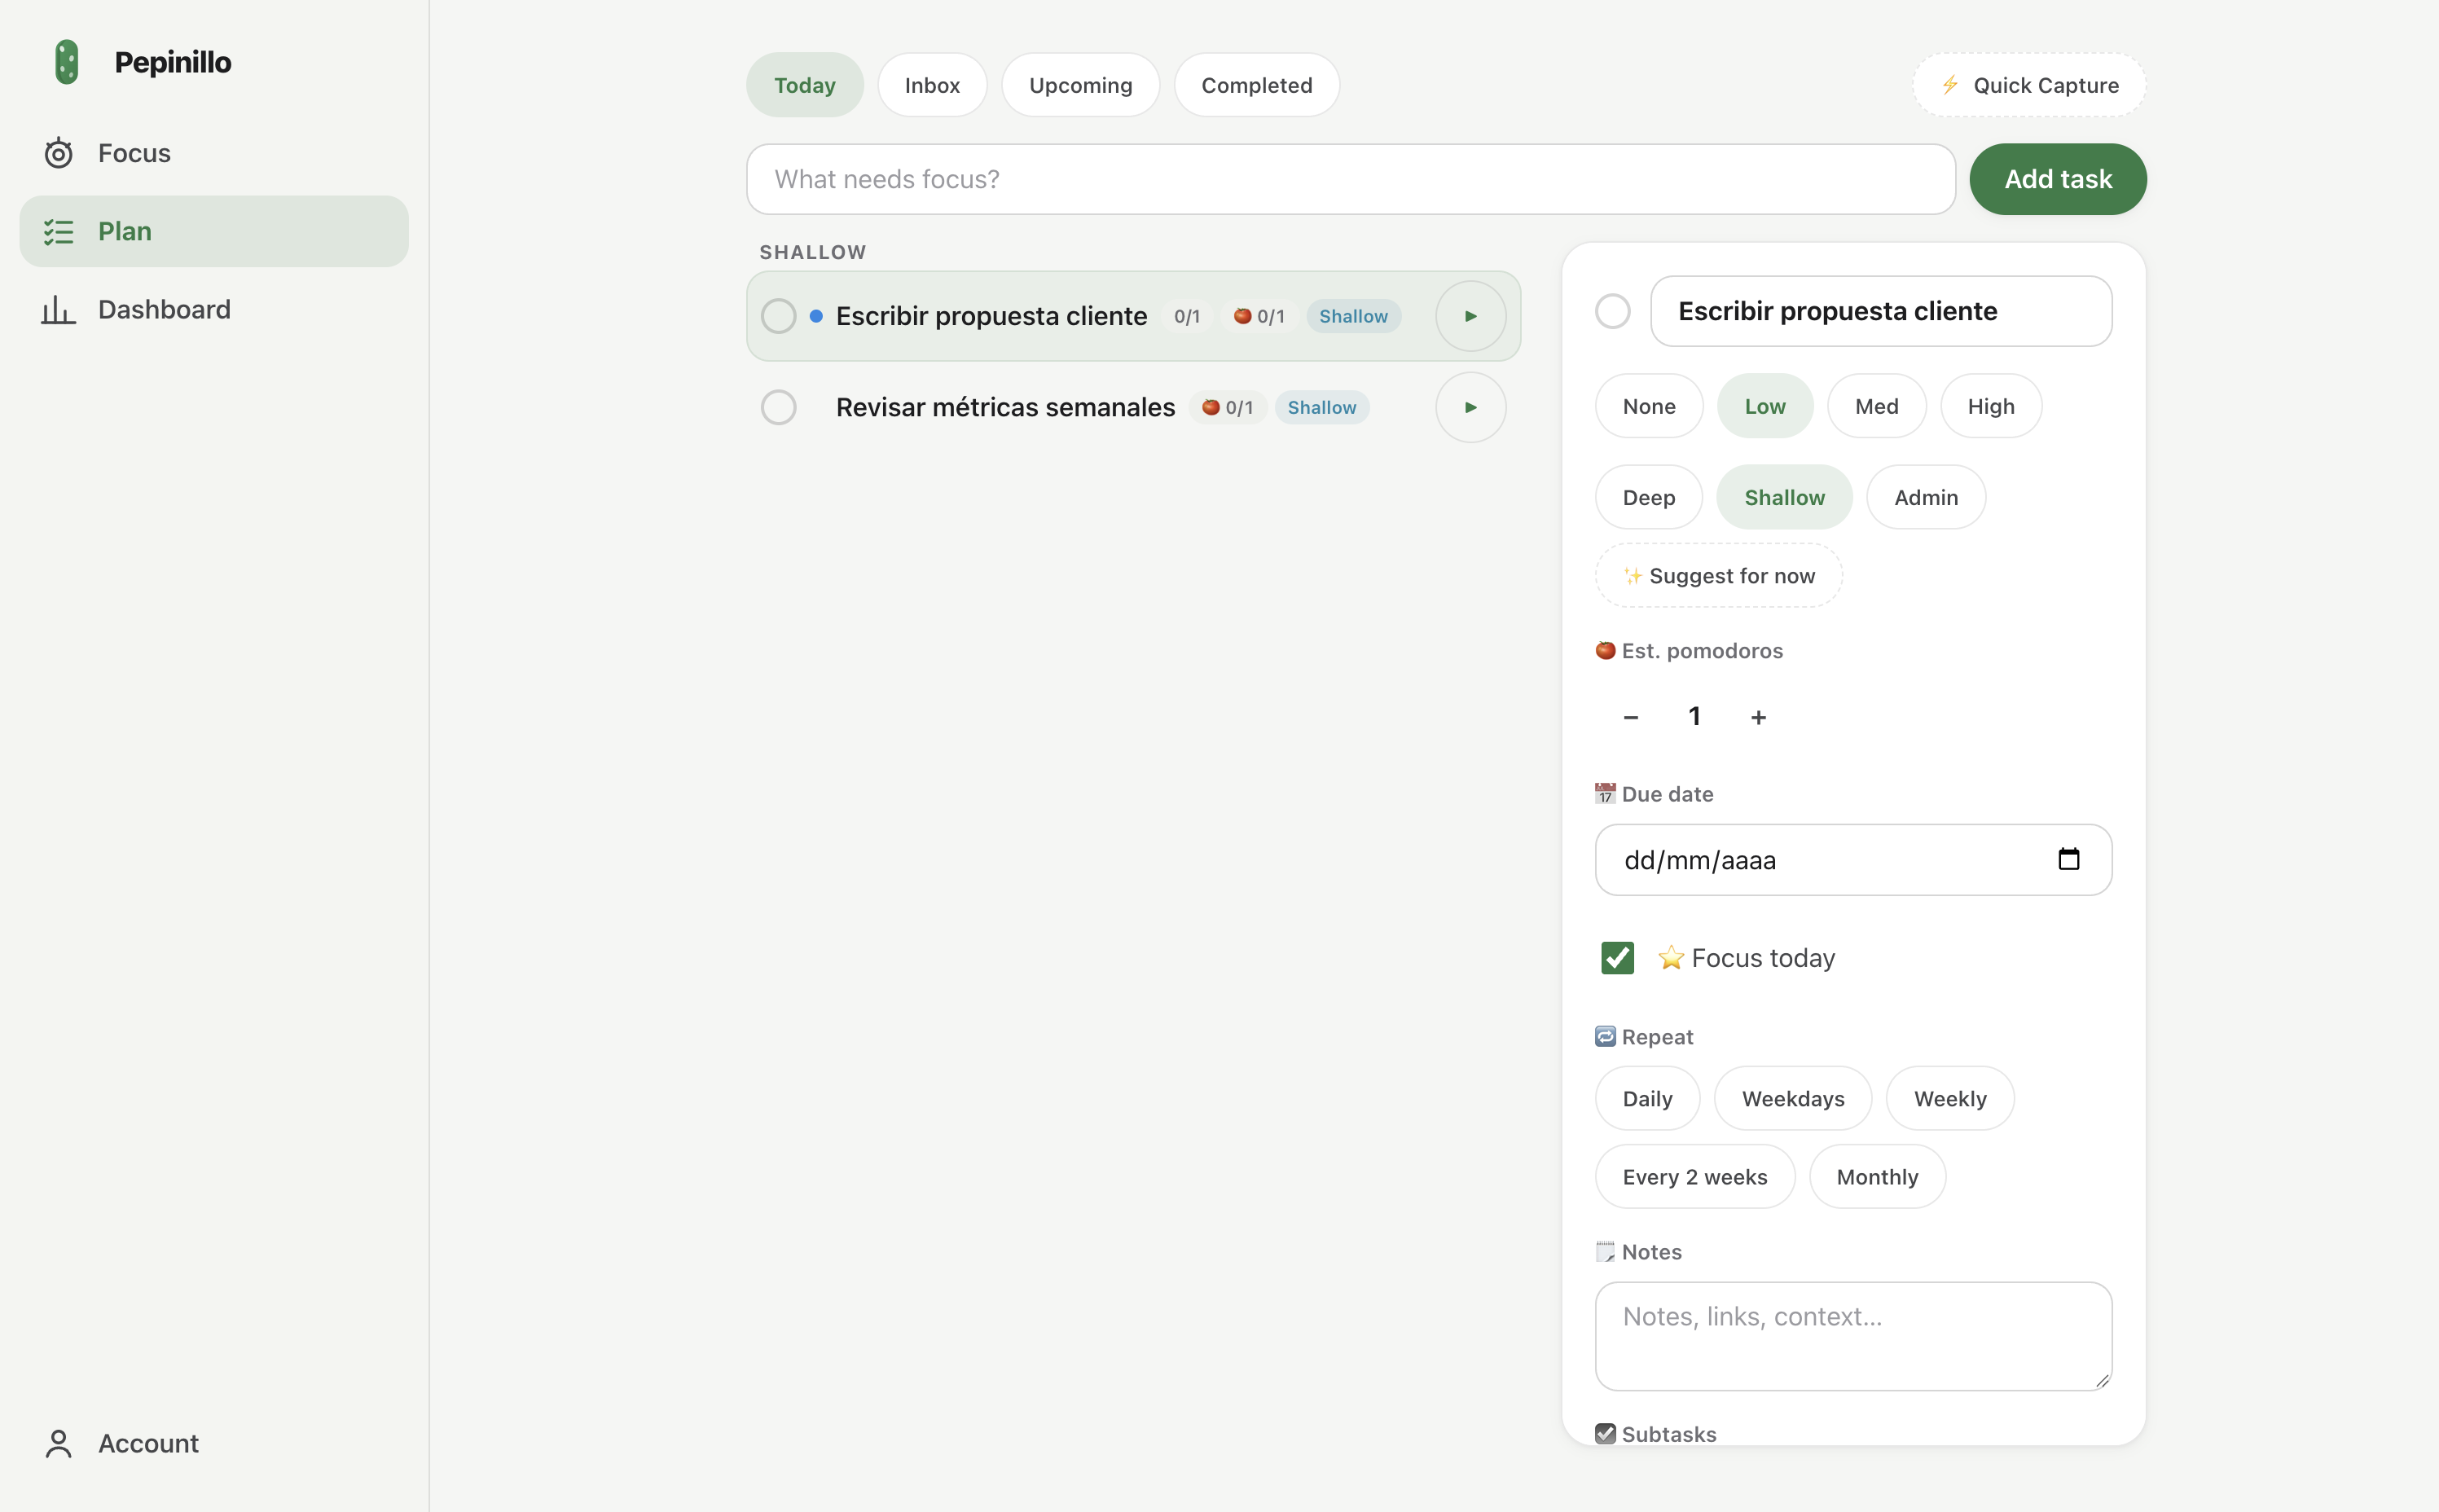 Pepinillo
Focus
Plan
Dashboard
Account
Today Inbox Upcoming Completed Quick Capture
What needs focus? Add task
SHALLOW
Escribir propuesta cliente 0/1 0/1 Shallow
Revisar métricas semanales 0/1 Shallow
Escribir propuesta cliente
None Low Med High
Deep Shallow Admin
Suggest for now
Est. pomodoros
– 1 +
17 Due date
dd/mm/aaaa
Focus today
Repeat
Daily Weekdays Weekly
Every 2 weeks Monthly
Notes
Notes, links, context...
Subtasks